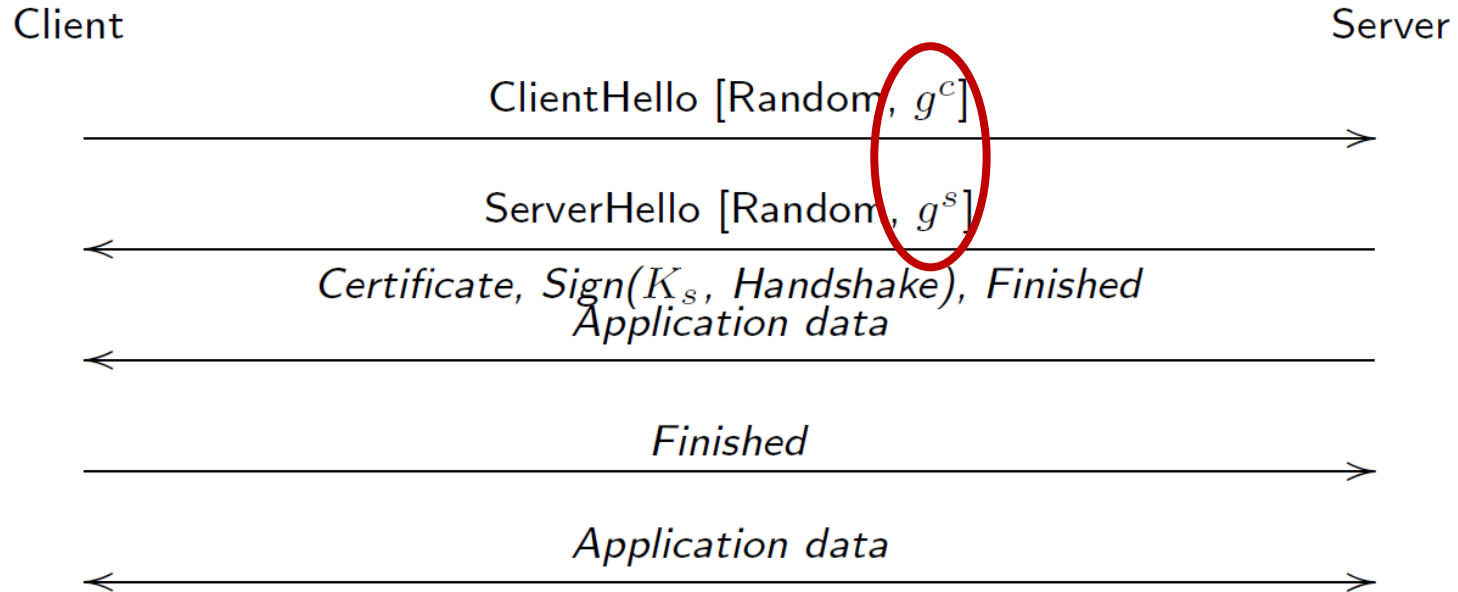 Client Server
ClientHello [Random, g^c]
ServerHello [Random, g^s]
Certificate, Sign(K_s, Handshake), Finished
Application data
Finished
Application data